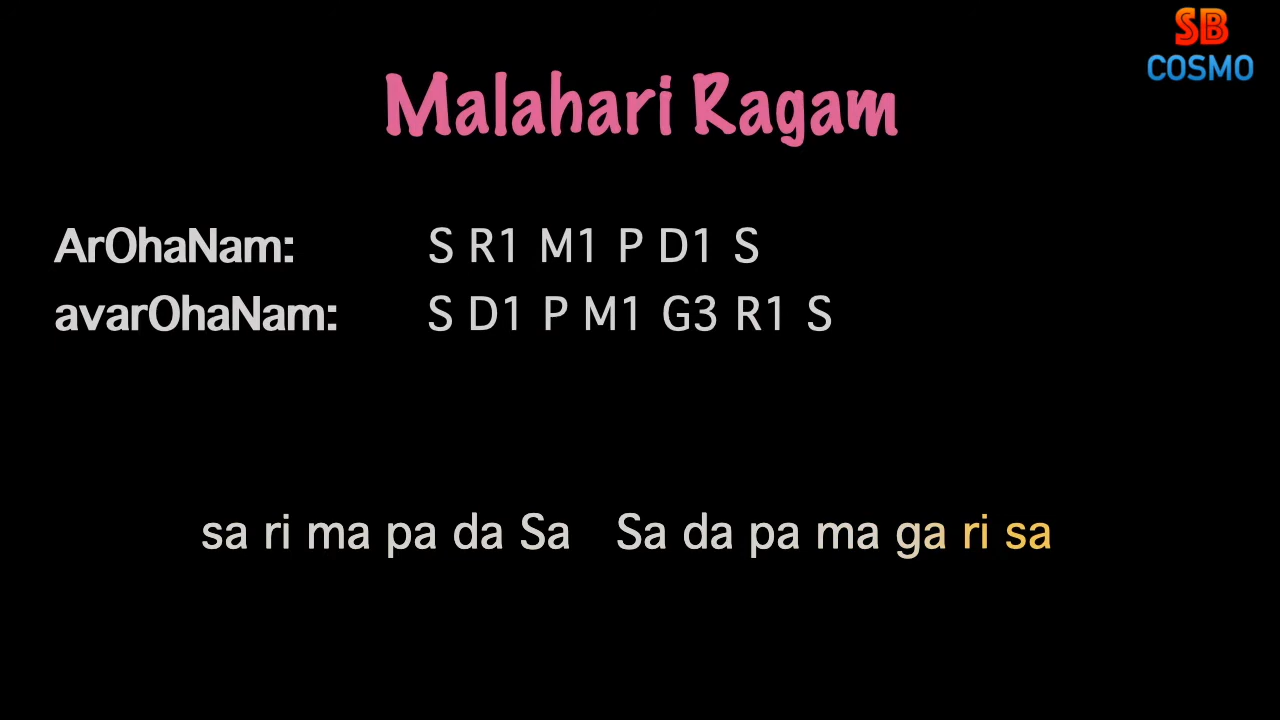 SB
COSMO
Malahari Ragam
ArOhaNam: S R1 M1 P D1 S
avarOhaNam: S D1 P M1 G3 R1 S
sa ri ma pa da Sa Sa da pa ma ga ri sa